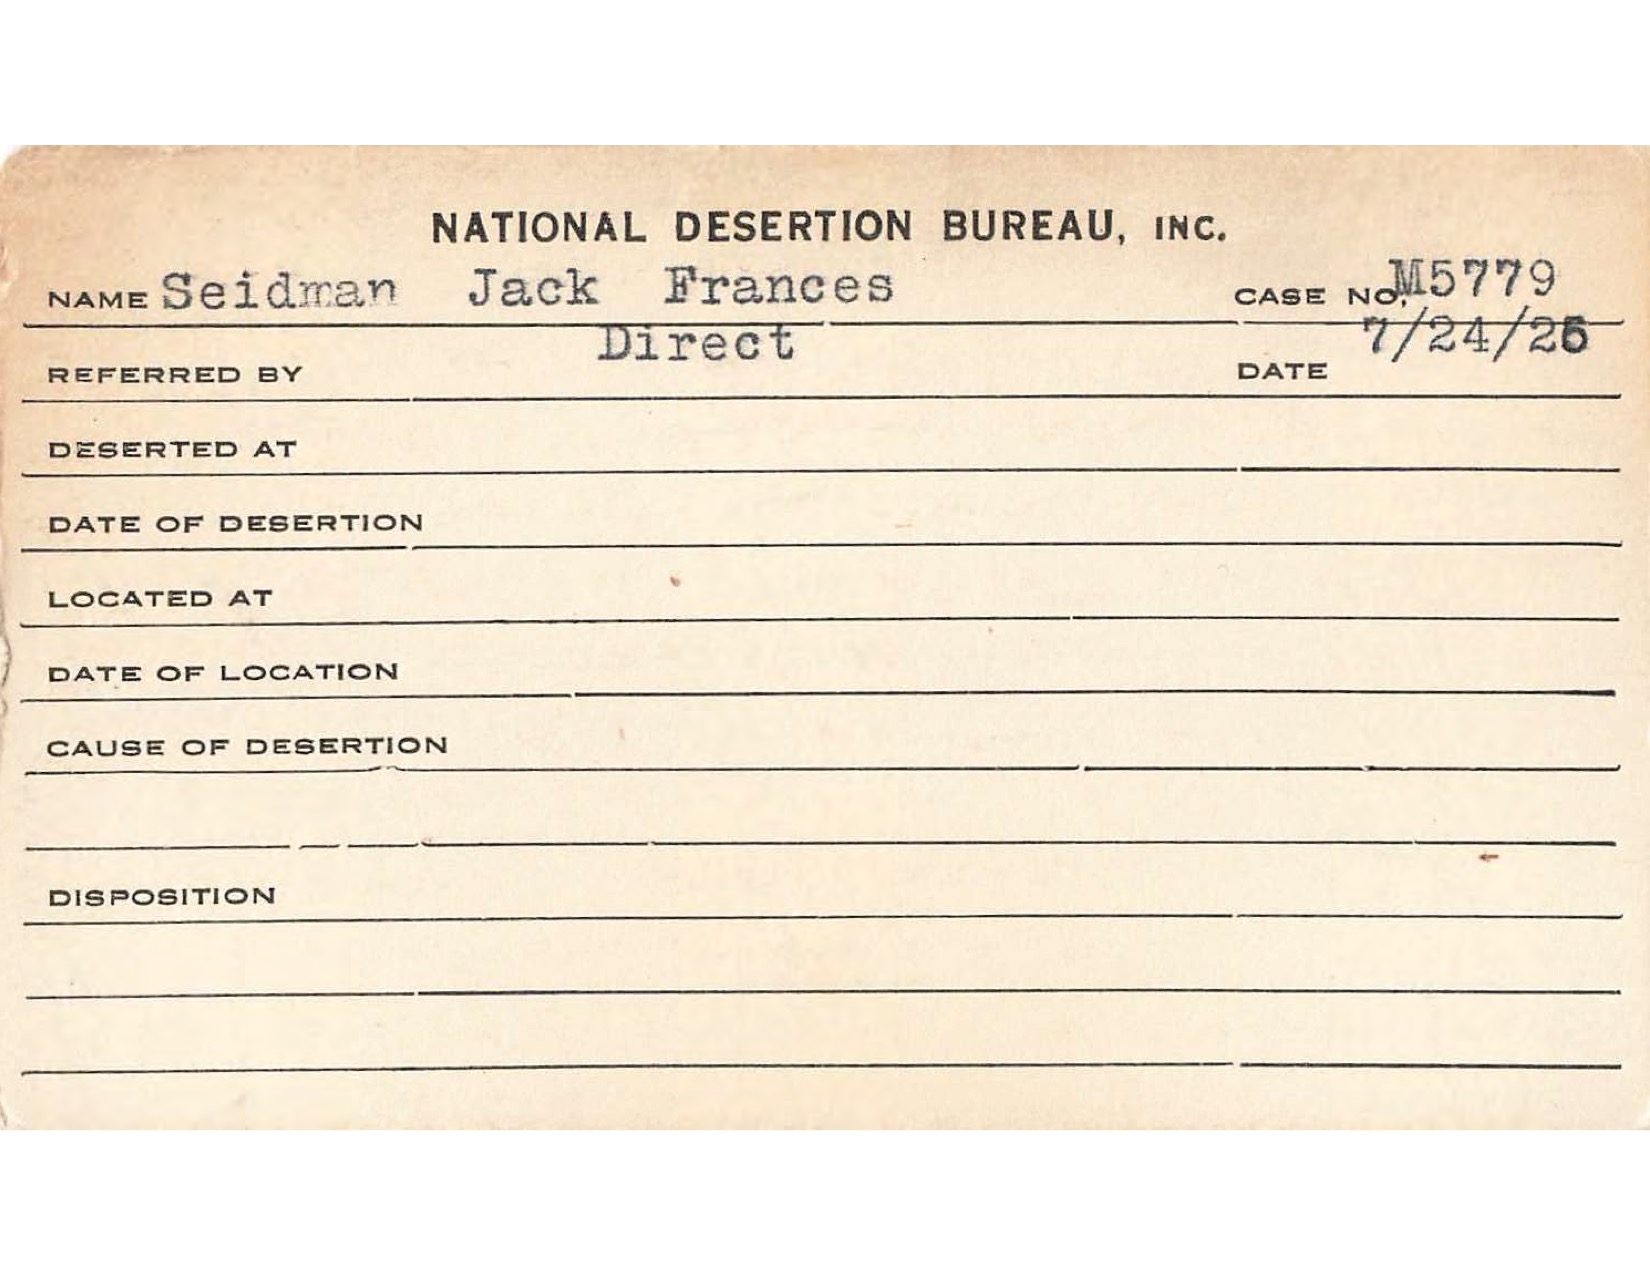 NATIONAL DESERTION BUREAU, INC.
NAME Seidman Jack Frances CASE NO. M5779
REFERRED BY Direct DATE 7/24/26
DESERTED AT
DATE OF DESERTION
LOCATED AT
DATE OF LOCATION
CAUSE OF DESERTION
DISPOSITION